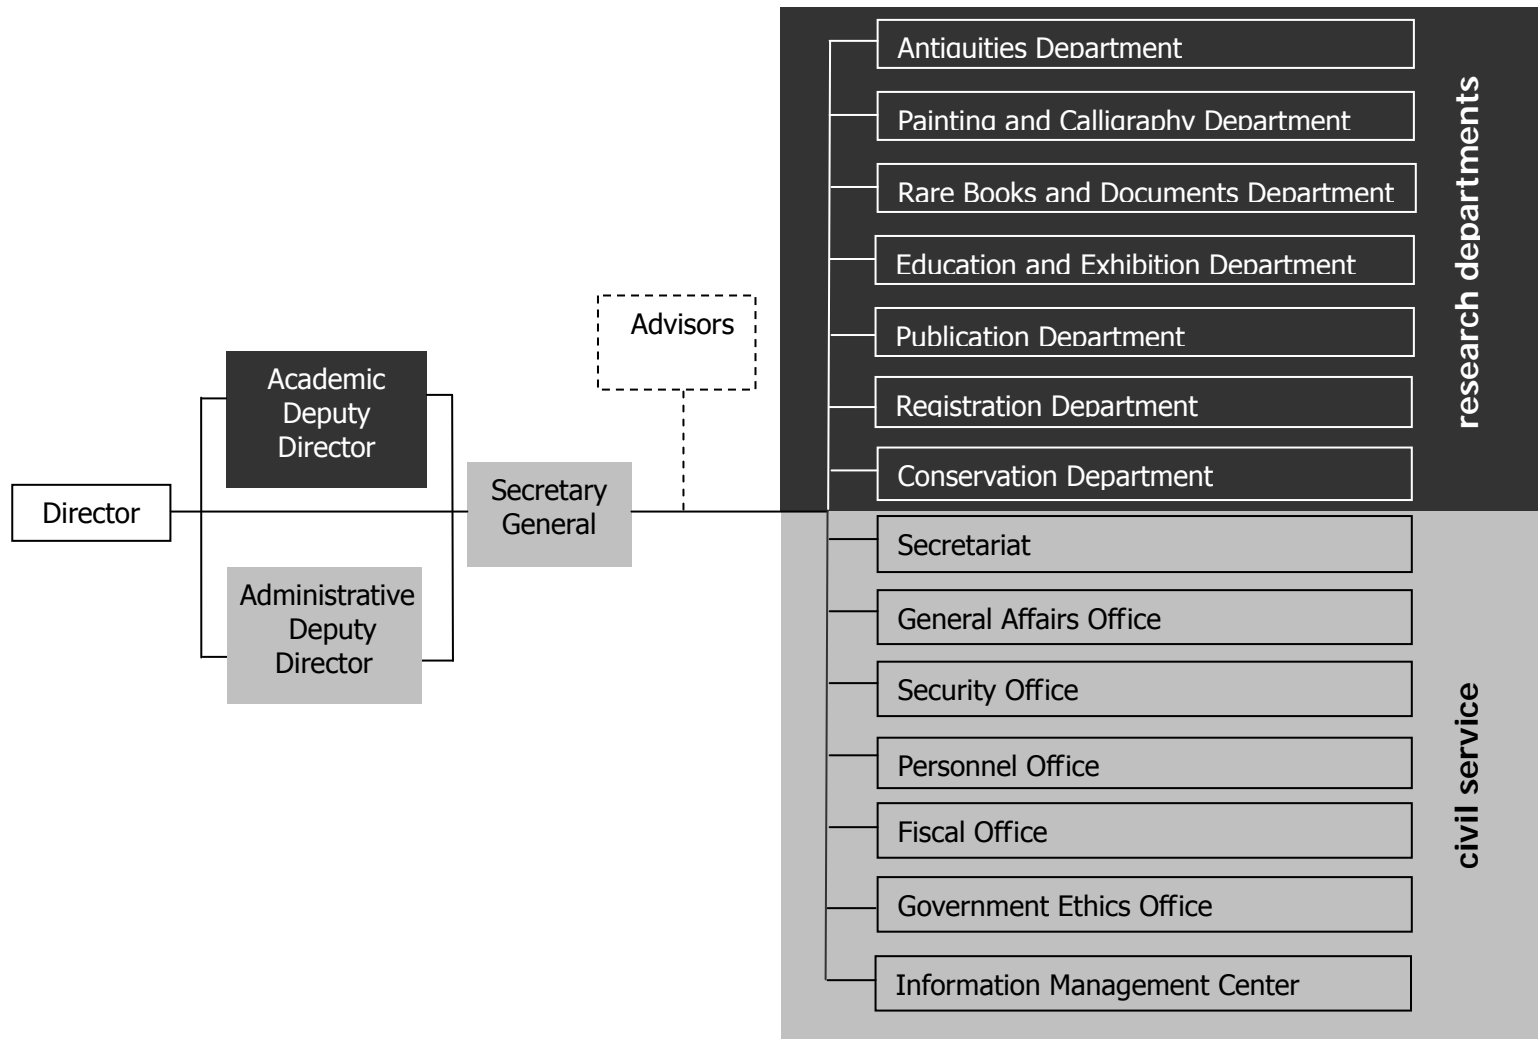 Director
Academic
Deputy
Director
Administrative
Deputy
Director
Secretary
General
Advisors
Antiquities Department
Painting and Calligraphy Department
Rare Books and Documents Department
Education and Exhibition Department
Publication Department
Registration Department
Conservation Department
research departments
Secretariat
General Affairs Office
Security Office
Personnel Office
Fiscal Office
Government Ethics Office
Information Management Center
civil service